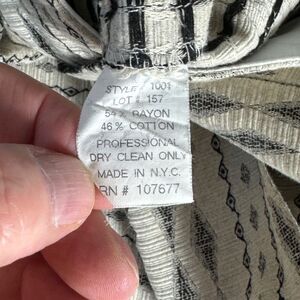 STYLE 1001
LOT # 157
54% RAYON
46% COTTON
PROFESSIONAL
DRY CLEAN ONLY
MADE IN N.Y.C.
RN # 107677